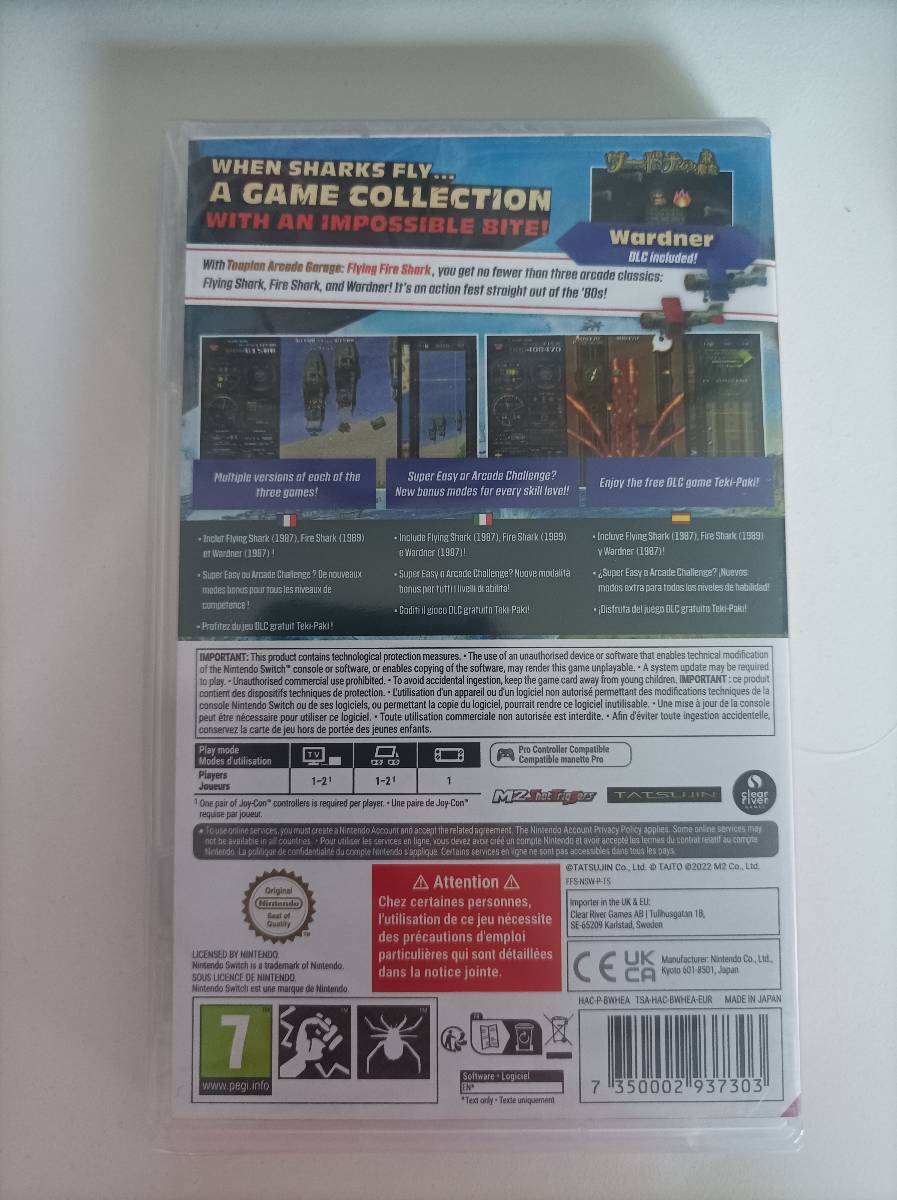 WHEN SHARKS FLY...
A GAME COLLECTION
WITH AN IMPOSSIBLE BITE!
Wardner
DLC included!
With Toaplan Arcade Garage: Flying Fire Shark, you get no fewer than three arcade classics:
Flying Shark, Fire Shark, and Wardner! It's an action fest straight out of the '80s!
Multiple versions of each of the
three games!
Super Easy or Arcade Challenge?
New bonus modes for every skill level!
Enjoy the free DLC game Teki-Paki!
• Inclut Flying Shark (1987), Fire Shark (1989)
et Wardner (1987) !
• Super Easy ou Arcade Challenge ? De nouveaux
modes bonus pour tous les niveaux de
compétence !
• Profitez du jeu DLC gratuit Teki-Paki !
• Include Flying Shark (1987), Fire Shark (1989)
e Wardner (1987)!
• Super Easy o Arcade Challenge? Nuove modalità
bonus per tutti i livelli di abilità!
• Goditi il gioco DLC gratuito Teki-Paki!
• Incluye Flying Shark (1987), Fire Shark (1989)
y Wardner (1987)!
• ¿Super Easy o Arcade Challenge? ¡Nuevos
modos extra para todos los niveles de habilidad!
• ¡Disfruta del juego DLC gratuito Teki-Paki!
IMPORTANT: This product contains technological protection measures. • The use of an unauthorised device or software that enables technical modification
of the Nintendo Switch™ console or software, or enables copying of the software, may render this game unplayable. • A system update may be required
to play. • Unauthorised commercial use prohibited. • To avoid accidental ingestion, keep the game card away from young children. IMPORTANT : ce produit
contient des dispositifs techniques de protection. • L'utilisation d'un appareil ou d'un logiciel non autorisé permettant des modifications techniques de la
console Nintendo Switch ou de ses logiciels, ou permettant la copie du logiciel, pourrait rendre ce logiciel inutilisable. • Une mise à jour de la console
peut être nécessaire pour utiliser ce logiciel. • Toute utilisation commerciale non autorisée est interdite. • Afin d'éviter toute ingestion accidentelle,
conservez la carte de jeu hors de portée des jeunes enfants.
Play mode
Modes d'utilisation
TV
Pro Controller Compatible
Compatible manette Pro
Players
Joueurs
1-2¹
1-2¹
1
¹ One pair of Joy-Con™ controllers is required per player. • Une paire de Joy-Con™
requise par joueur.
M2 ShotTriggers
TATSUJIN
clear
river
GAMES
• To use online services, you must create a Nintendo Account and accept the related agreement. The Nintendo Account Privacy Policy applies. Some online services may
not be available in all countries. • Pour utiliser les services en ligne, vous devez avoir créé un compte Nintendo et avoir accepté les termes du contrat relatif au compte
Nintendo. La politique de confidentialité du compte Nintendo s'applique. Certains services en ligne ne sont pas accessibles dans tous les pays.
Original
Nintendo
Seal of
Quality
TM
LICENSED BY NINTENDO
Nintendo Switch is a trademark of Nintendo.
SOUS LICENCE DE NINTENDO
Nintendo Switch est une marque de Nintendo.
⚠ Attention ⚠
Chez certaines personnes,
l'utilisation de ce jeu nécessite
des précautions d'emploi
particulières qui sont détaillées
dans la notice jointe.
©TATSUJIN Co., Ltd. © TAITO ©2022 M2 Co., Ltd.
FFS-NSW-P-TS
Importer in the UK & EU:
Clear River Games AB | Tullhusgatan 1B,
SE-65209 Karlstad, Sweden
CE UK
CA
Manufacturer: Nintendo Co., Ltd.,
Kyoto 601-8501, Japan
HAC-P-BWHEA TSA-HAC-BWHEA-EUR MADE IN JAPAN
7
www.pegi.info
Software • Logiciel
EN*
*Text only • Texte uniquement
7 350002 937303